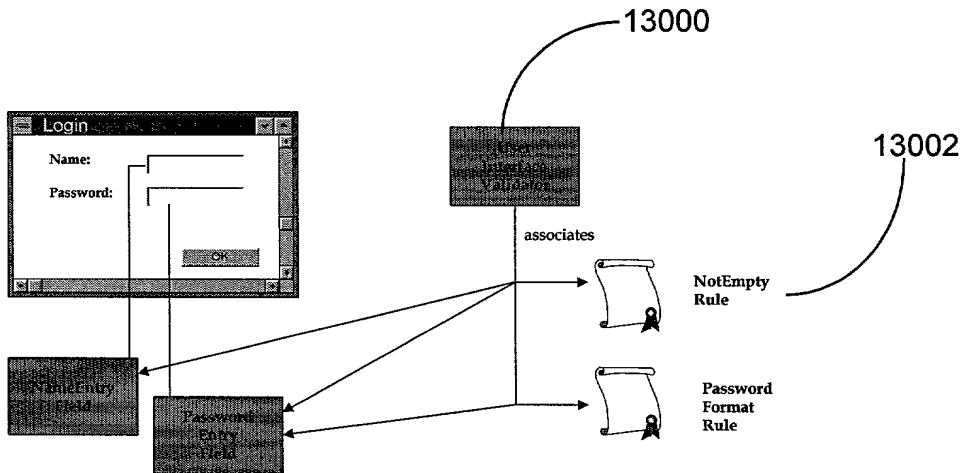 13000
Login
Name:
Password:
OK
User
Interface
Validator
13002
associates
NotEmpty
Rule
NameEntry
Field
Password
Entry
Field
Password
Format
Rule